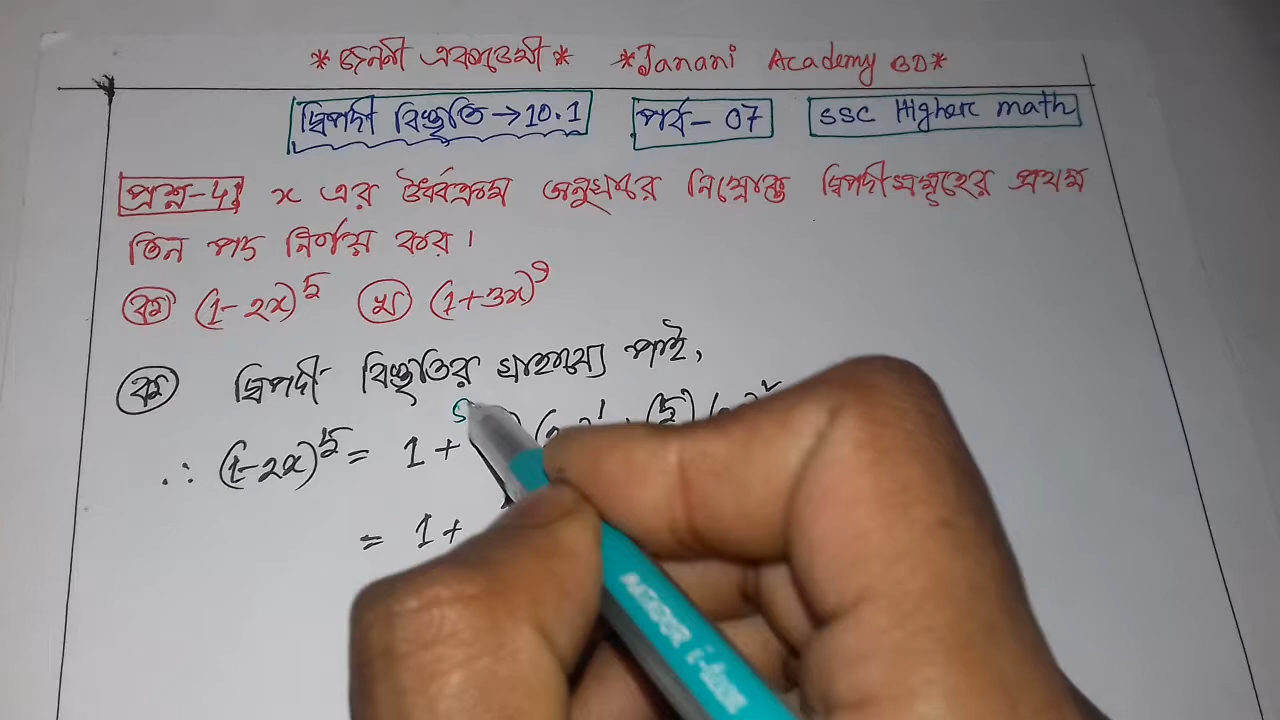 *জননী একাডেমী* *Janani Academy BD*
দ্বিপদী বিস্তৃতি → 10.1 পর্ব - 07 SSC Higher math
প্রশ্ন-4| x এর ঊর্ধ্বক্রম অনুসারে নিম্নোক্ত দ্বিপদীসমূহের প্রথম
তিন পদ নির্ণয় কর।
ক (1-2x)^5 খ (1+3x)^9
ক দ্বিপদী বিস্তৃতির সাহায্যে পাই,
∴ (1-2x)^5 = 1 +
= 1 +
MATADOR i-teen